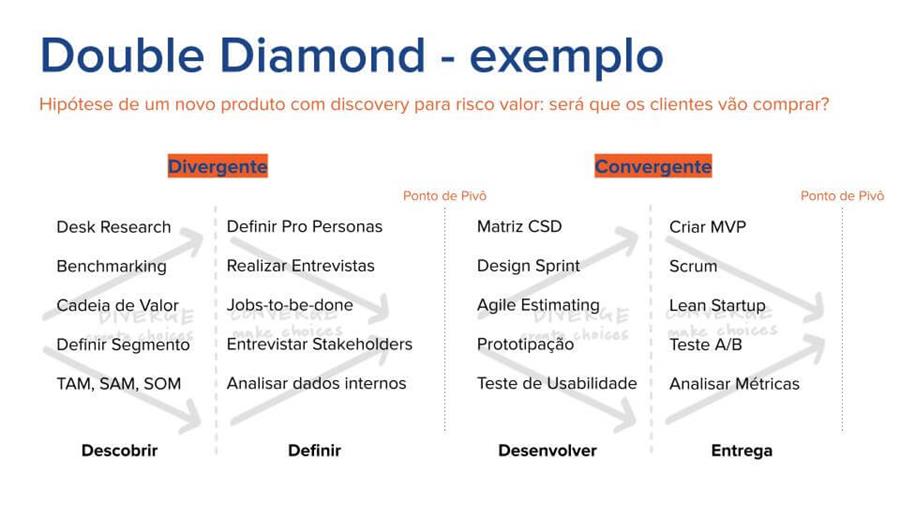 Double Diamond - exemplo
Hipótese de um novo produto com discovery para risco valor: será que os clientes vão comprar?
Divergente
Convergente
Ponto de Pivô
Ponto de Pivô
Desk Research
Benchmarking
Cadeia de Valor
Definir Segmento
TAM, SAM, SOM
Descobrir
Definir Pro Personas
Realizar Entrevistas
Jobs-to-be-done
Entrevistar Stakeholders
Analisar dados internos
Definir
Matriz CSD
Design Sprint
Agile Estimating
Prototipação
Teste de Usabilidade
Desenvolver
Criar MVP
Scrum
Lean Startup
Teste A/B
Analisar Métricas
Entrega
DIVERGE
create choices
CONVERGE
make choices
DIVERGE
create choices
CONVERGE
make choices